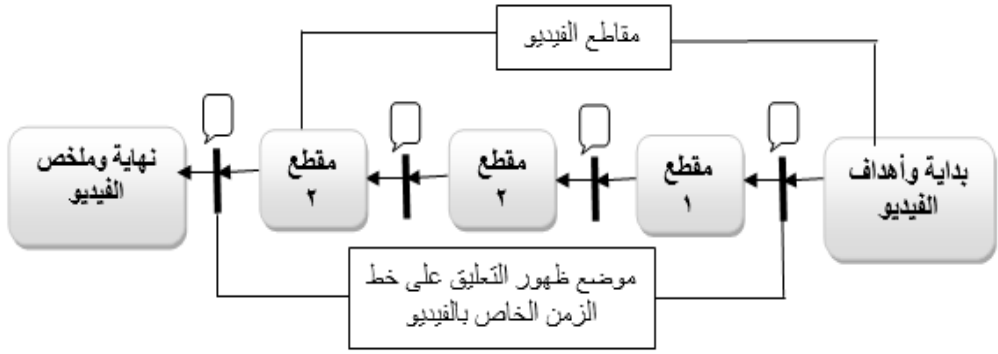 مقاطع الفيديو
بداية وأهداف
الفيديو
مقطع
١
مقطع
٢
مقطع
٢
نهاية وملخص
الفيديو
موضع ظهور التعليق على خط
الزمن الخاص بالفيديو